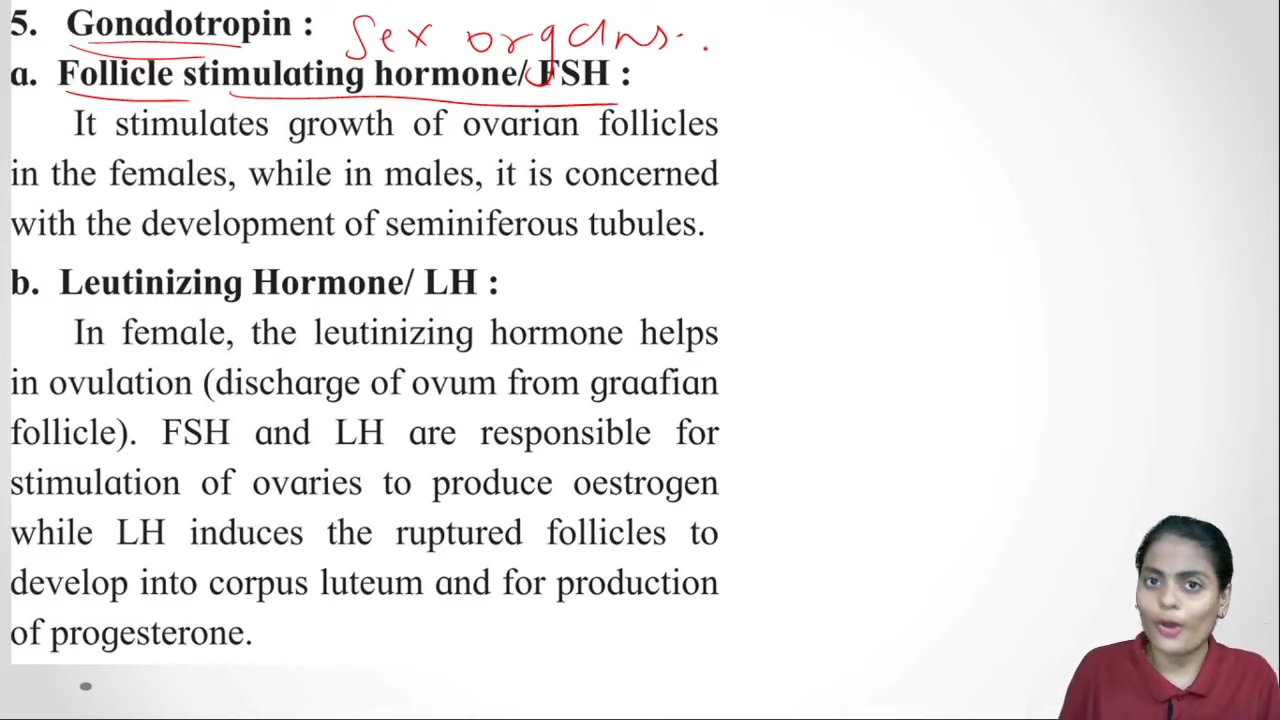 5. Gonadotropin : Sex organs.
a. Follicle stimulating hormone/ FSH :
It stimulates growth of ovarian follicles
in the females, while in males, it is concerned
with the development of seminiferous tubules.
b. Leutinizing Hormone/ LH :
In female, the leutinizing hormone helps
in ovulation (discharge of ovum from graafian
follicle). FSH and LH are responsible for
stimulation of ovaries to produce oestrogen
while LH induces the ruptured follicles to
develop into corpus luteum and for production
of progesterone.